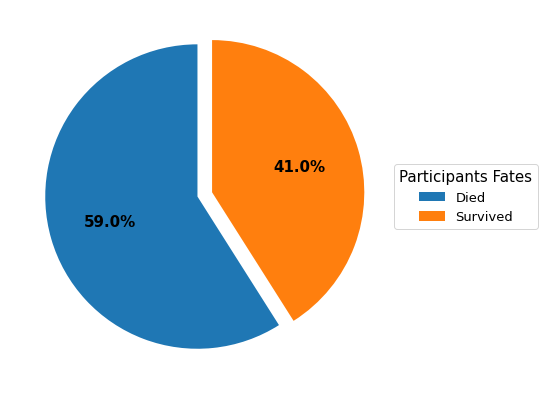 41.0%
59.0%
Participants Fates
Died
Survived